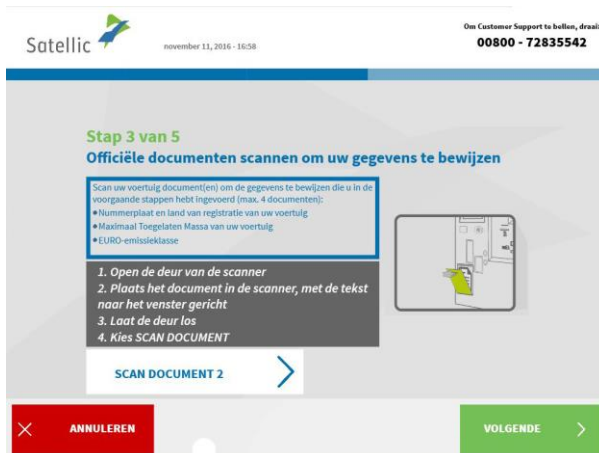 Satellic
november 11, 2016 - 16:58
Om Customer Support te bellen, draai
00800 - 72835542
Stap 3 van 5
Officiële documenten scannen om uw gegevens te bewijzen
Scan uw voertuig document(en) om de gegevens te bewijzen die u in de
voorgaande stappen hebt ingevoerd (max. 4 documenten):
•Nummerplaat en land van registratie van uw voertuig
•Maximaal Toegelaten Massa van uw voertuig
•EURO-emissieklasse
1. Open de deur van de scanner
2. Plaats het document in de scanner, met de tekst
naar het venster gericht
3. Laat de deur los
4. Kies SCAN DOCUMENT
SCAN DOCUMENT 2
ANNULEREN
VOLGENDE